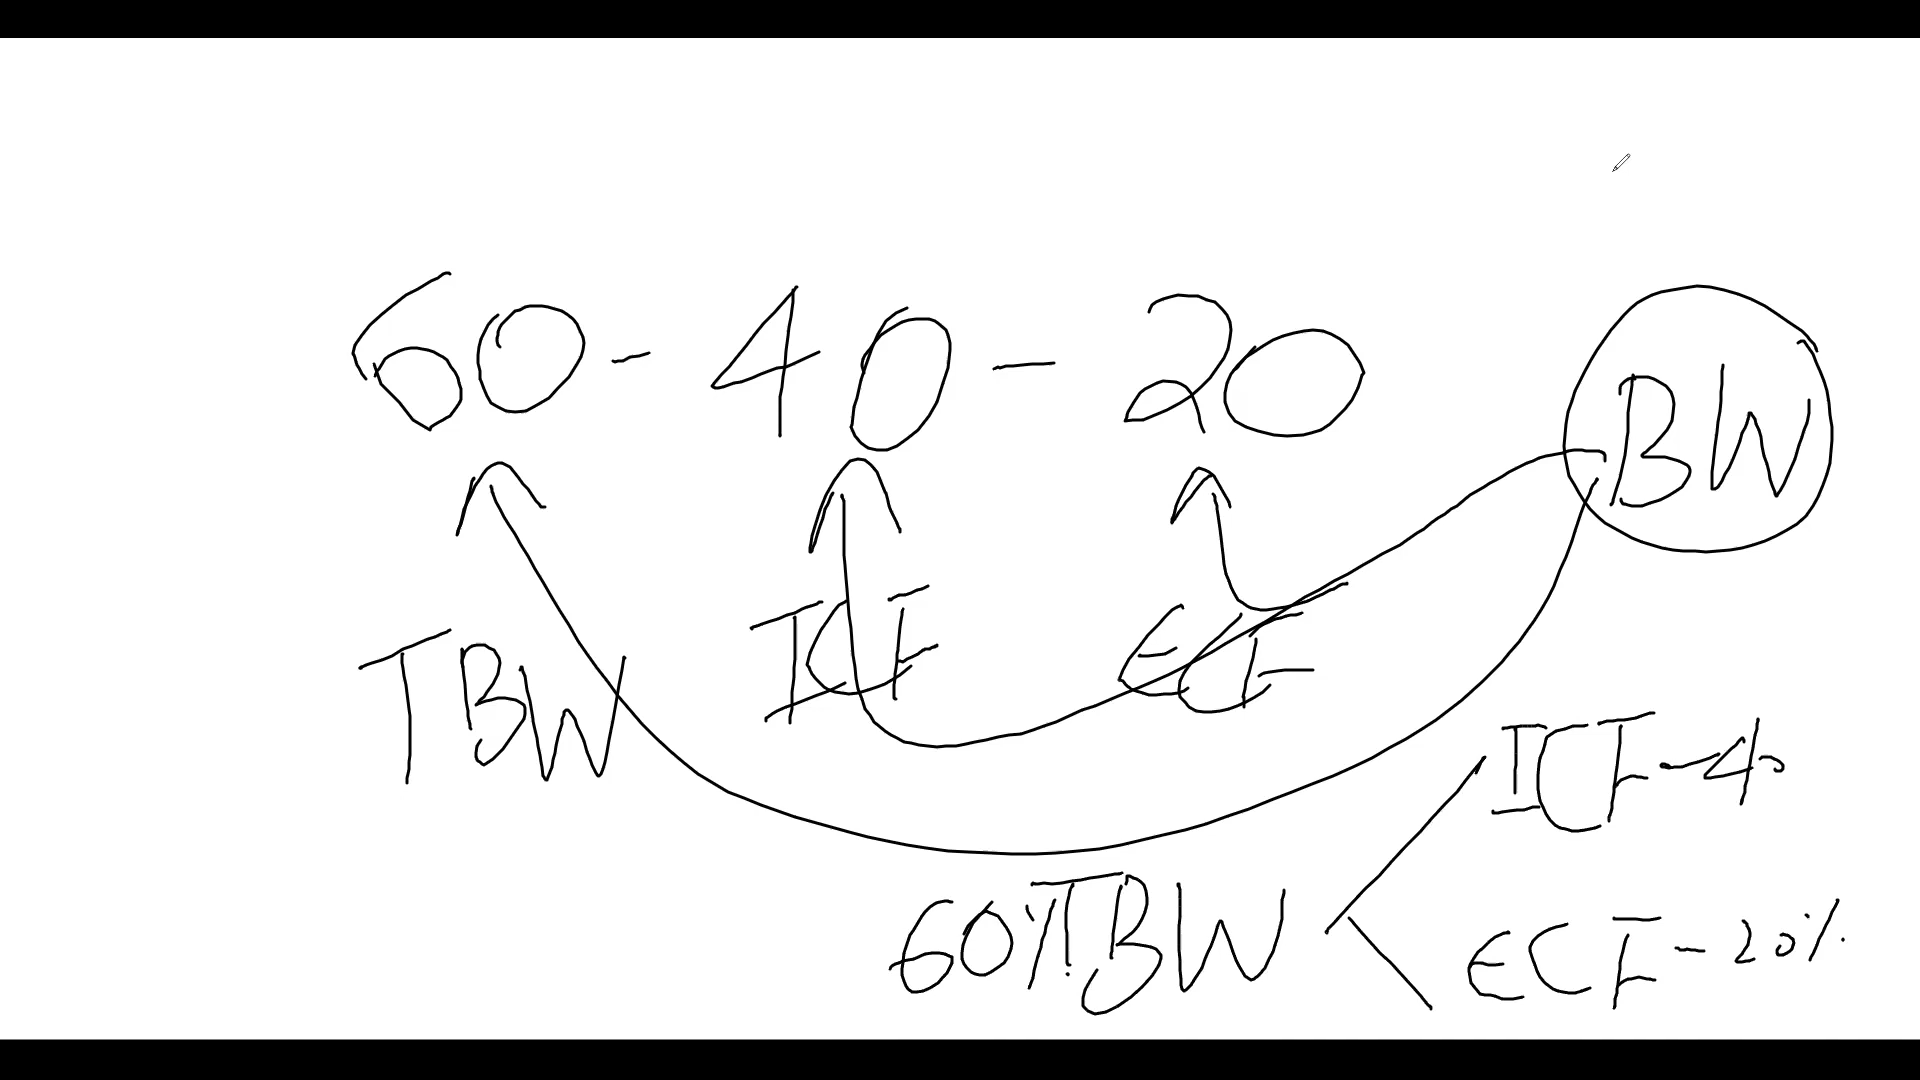 60 - 40 - 20
BW
TBW ICF ECF
ICF - 40
60% TBW
ECF - 20%